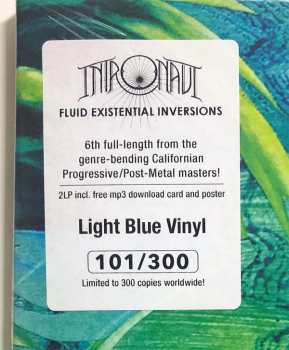 INTRONAUT
FLUID EXISTENTIAL INVERSIONS
6th full-length from the
genre-bending Californian
Progressive/Post-Metal masters!
2LP incl. free mp3 download card and poster
Light Blue Vinyl
101/300
Limited to 300 copies worldwide!